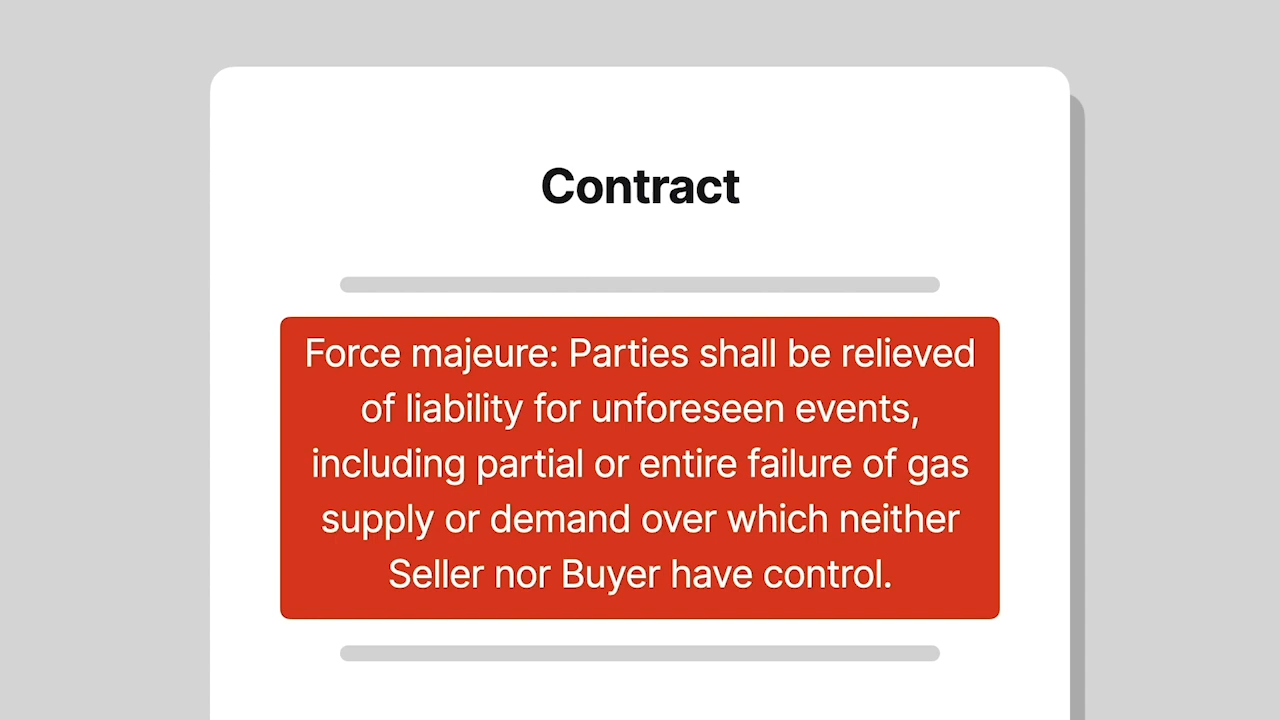 Contract
Force majeure: Parties shall be relieved
of liability for unforeseen events,
including partial or entire failure of gas
supply or demand over which neither
Seller nor Buyer have control.